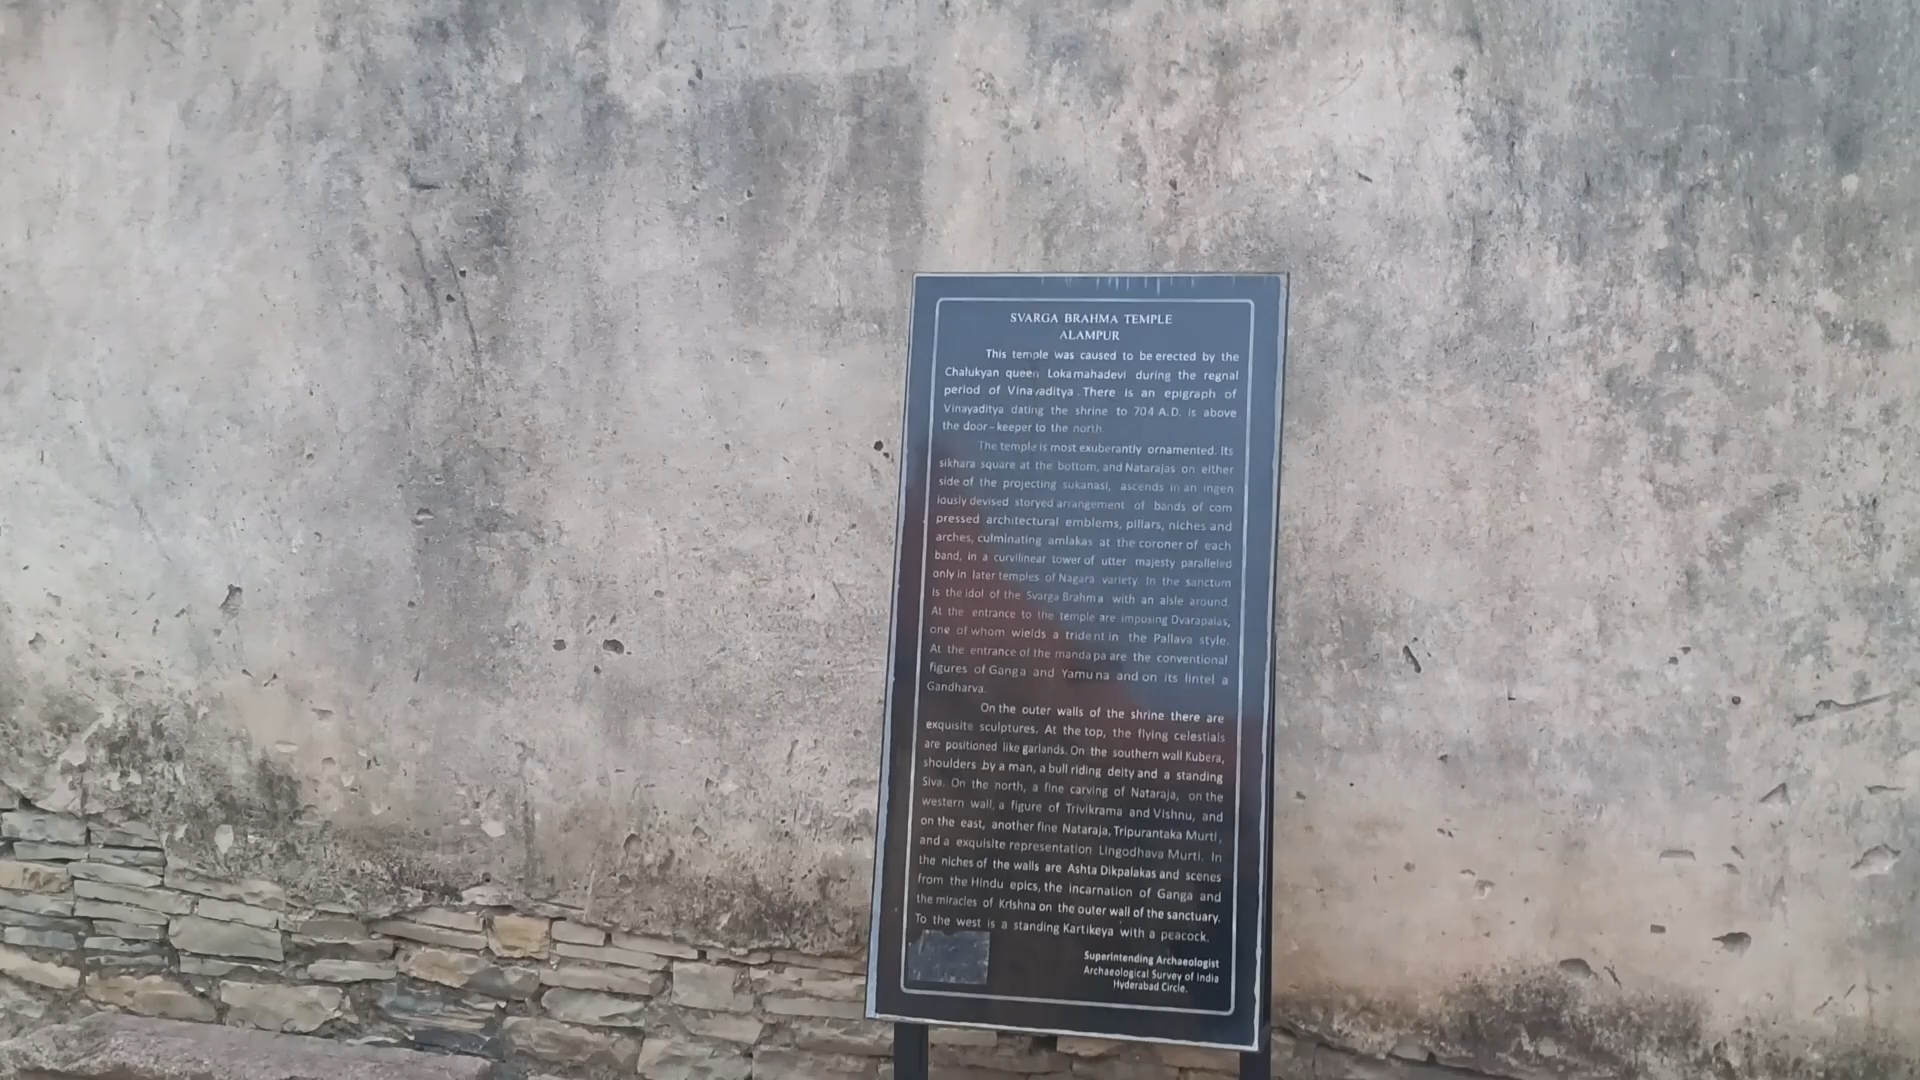 SVARGA BRAHMA TEMPLE
ALAMPUR
This temple was caused to be erected by the
Chalukyan queen Lokamahadevi during the regnal
period of Vinayaditya. There is an epigraph of
Vinayaditya dating the shrine to 704 A.D. is above
the door-keeper to the north.
The temple is most exuberantly ornamented. Its
sikhara square at the bottom, and Natarajas on either
side of the projecting sukanasi, ascends in an ingen
iously devised storyed arrangement of bands of com
pressed architectural emblems, pillars, niches and
arches, culminating amlakas at the coroner of each
band, in a curvilinear tower of utter majesty paralleled
only in later temples of Nagara variety. In the sanctum
is the idol of the Svarga Brahma with an aisle around.
At the entrance to the temple are imposing Dvarapalas,
one of whom wields a trident in the Pallava style.
At the entrance of the mandapa are the conventional
figures of Ganga and Yamuna and on its lintel a
Gandharva.
On the outer walls of the shrine there are
exquisite sculptures. At the top, the flying celestials
are positioned like garlands. On the southern wall Kubera,
shoulders by a man, a bull riding deity and a standing
Siva. On the north, a fine carving of Nataraja, on the
western wall, a figure of Trivikrama and Vishnu, and
on the east, another fine Nataraja, Tripurantaka Murti,
and a exquisite representation Lingodhava Murti. In
the niches of the walls are Ashta Dikpalakas and scenes
from the Hindu epics, the incarnation of Ganga and
the miracles of Krishna on the outer wall of the sanctuary.
To the west is a standing Kartikeya with a peacock.
Superintending Archaeologist
Archaeological Survey of India
Hyderabad Circle.